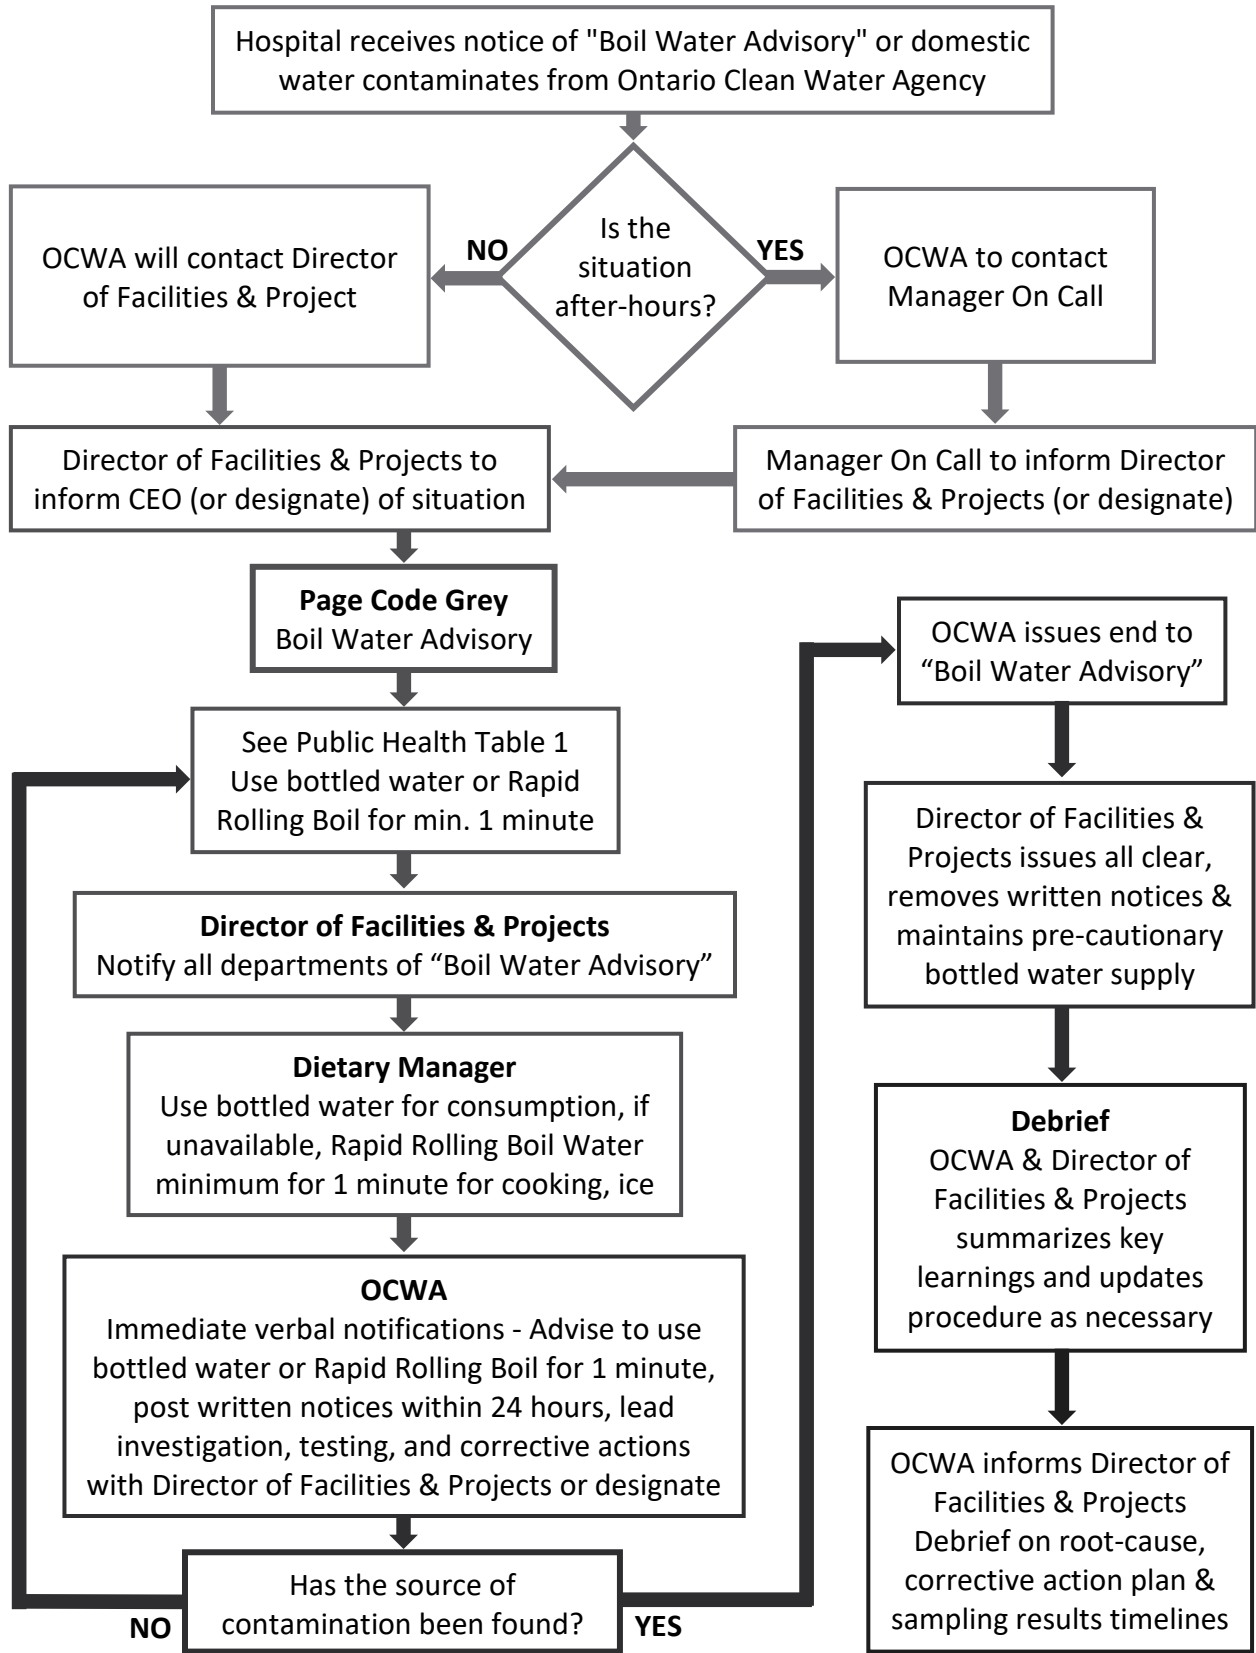 Hospital receives notice of "Boil Water Advisory" or domestic
water contaminates from Ontario Clean Water Agency
Is the
situation
after-hours?
NO
YES
OCWA will contact Director
of Facilities & Project
OCWA to contact
Manager On Call
Director of Facilities & Projects to
inform CEO (or designate) of situation
Manager On Call to inform Director
of Facilities & Projects (or designate)
Page Code Grey
Boil Water Advisory
See Public Health Table 1
Use bottled water or Rapid
Rolling Boil for min. 1 minute
Director of Facilities & Projects
Notify all departments of “Boil Water Advisory”
Dietary Manager
Use bottled water for consumption, if
unavailable, Rapid Rolling Boil Water
minimum for 1 minute for cooking, ice
OCWA
Immediate verbal notifications - Advise to use
bottled water or Rapid Rolling Boil for 1 minute,
post written notices within 24 hours, lead
investigation, testing, and corrective actions
with Director of Facilities & Projects or designate
Has the source of
contamination been found?
NO
YES
OCWA issues end to
“Boil Water Advisory”
Director of Facilities &
Projects issues all clear,
removes written notices &
maintains pre-cautionary
bottled water supply
Debrief
OCWA & Director of
Facilities & Projects
summarizes key
learnings and updates
procedure as necessary
OCWA informs Director of
Facilities & Projects
Debrief on root-cause,
corrective action plan &
sampling results timelines